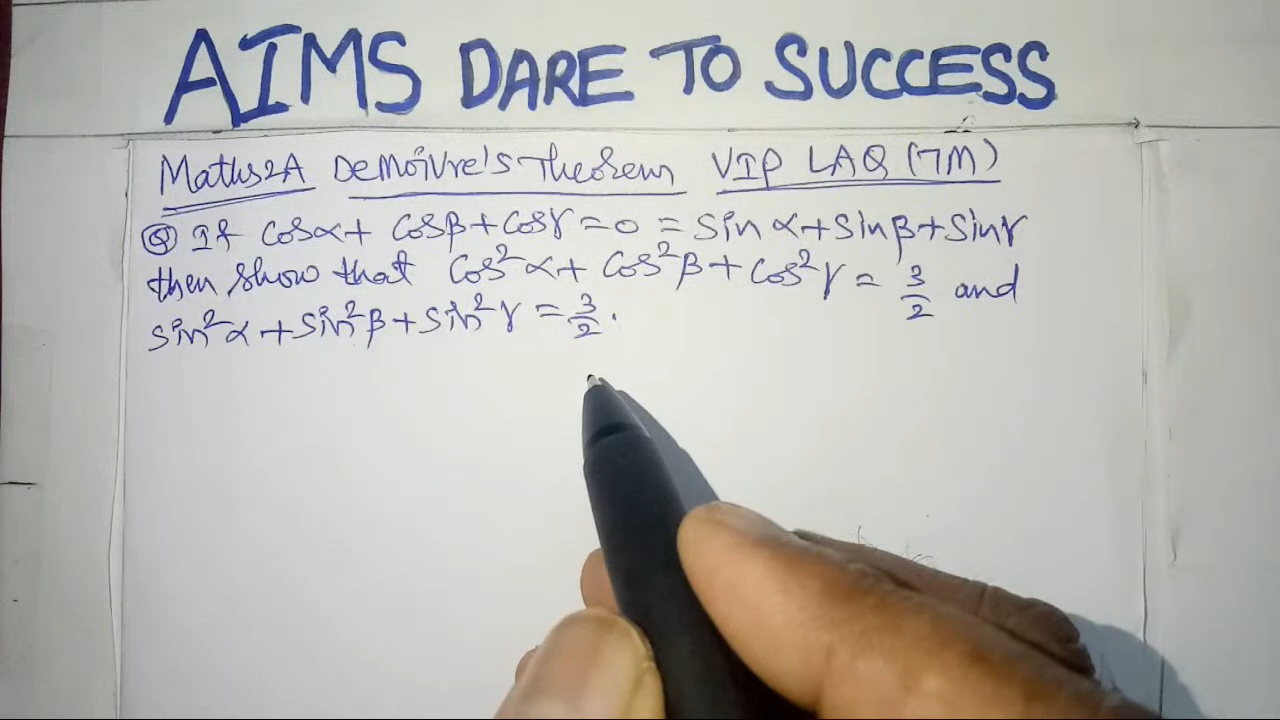 AIMS DARE TO SUCCESS
Maths2A DeMoivre's Theorem VIP LAQ (7M)
Q If cosα+ cosβ+cosγ=0 = sin α+sinβ+sinγ
then show that cos²α+ cos²β+cos²γ = 3/2 and
sin²α+sin²β+sin²γ = 3/2.